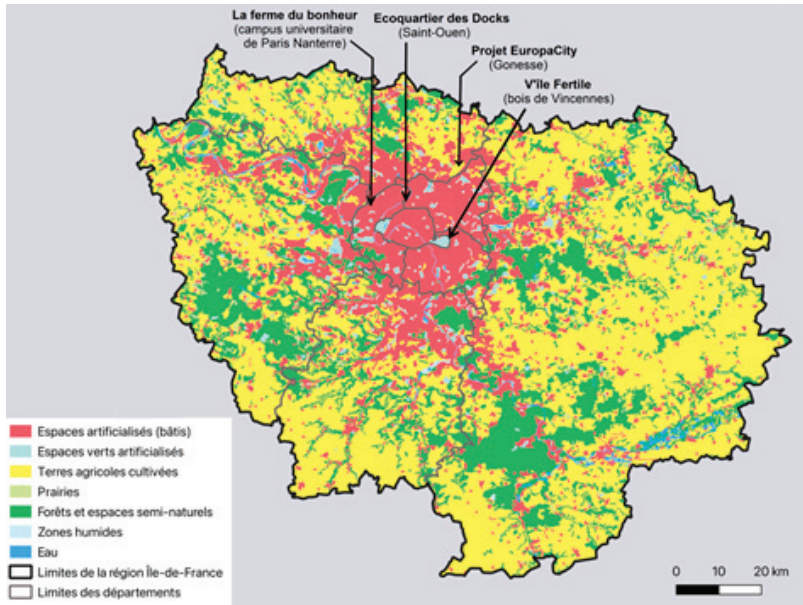 La ferme du bonheur
(campus universitaire
de Paris Nanterre)
Ecoquartier des Docks
(Saint-Ouen)
Projet EuropaCity
(Gonesse)
V'île Fertile
(bois de Vincennes)
Espaces artificialisés (bâtis)
Espaces verts artificialisés
Terres agricoles cultivées
Prairies
Forêts et espaces semi-naturels
Zones humides
Eau
Limites de la région Île-de-France
Limites des départements
0 10 20 km